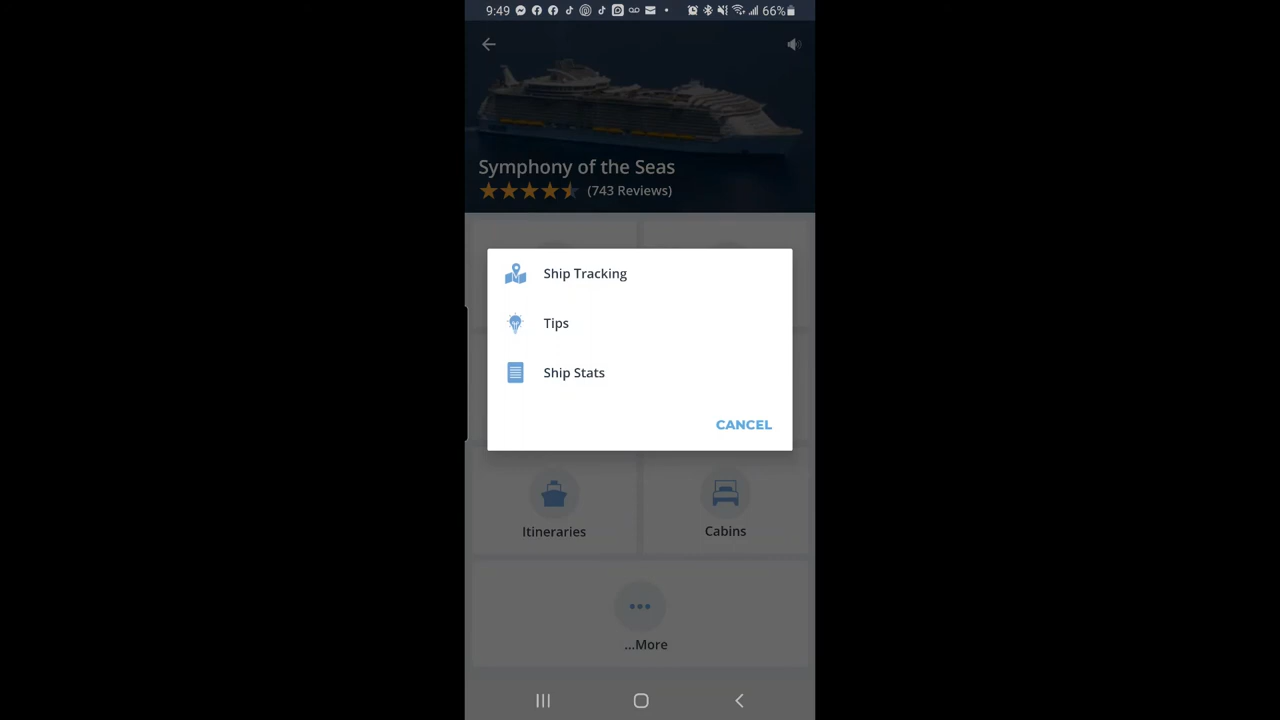 9:49 66%
Symphony of the Seas
(743 Reviews)
Ship Tracking
Tips
Ship Stats
CANCEL
Itineraries Cabins
...More